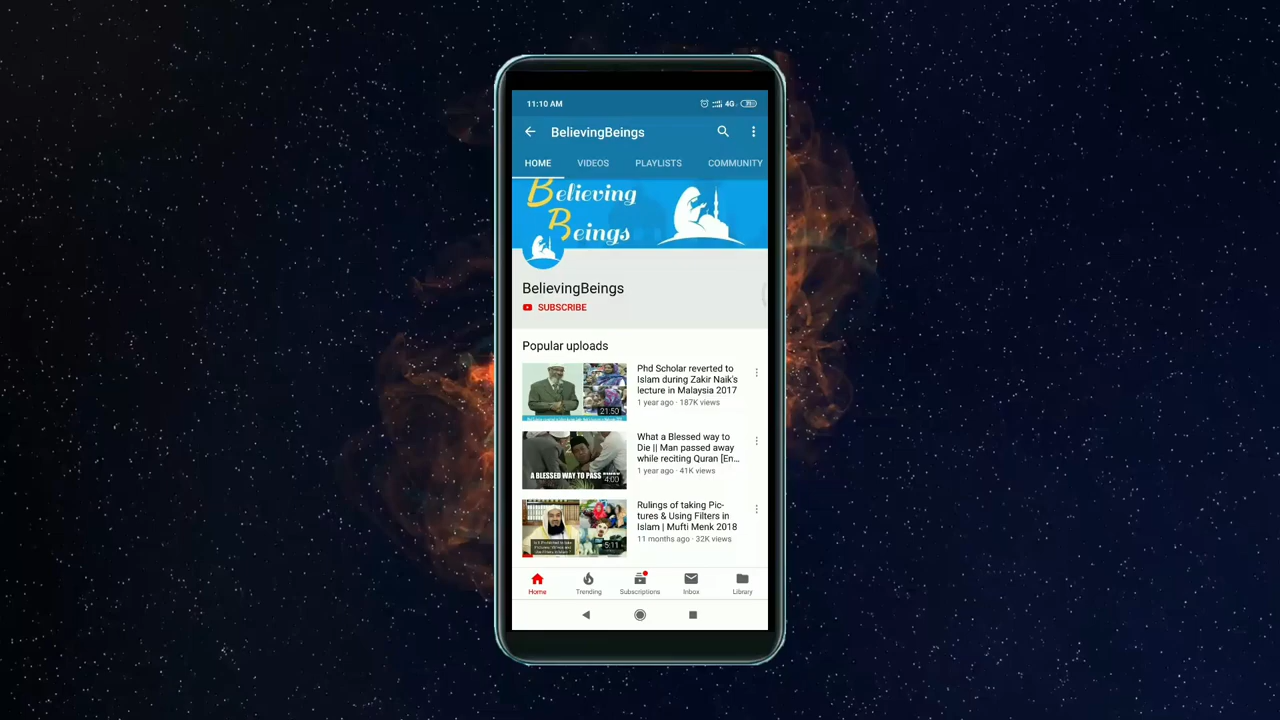 11:10 AM
4G
BelievingBeings
HOME VIDEOS PLAYLISTS COMMUNITY
Believing
Beings
BelievingBeings
SUBSCRIBE
Popular uploads
Phd Scholar reverted to
Islam during Zakir Naik's
lecture in Malaysia 2017
1 year ago · 187K views
21:50
What a Blessed way to
Die || Man passed away
while reciting Quran [En...
1 year ago · 41K views
A BLESSED WAY TO PASS AWAY
4:00
Rulings of taking Pic-
tures & Using Filters in
Islam | Mufti Menk 2018
11 months ago · 32K views
5:11
Home Trending Subscriptions Inbox Library